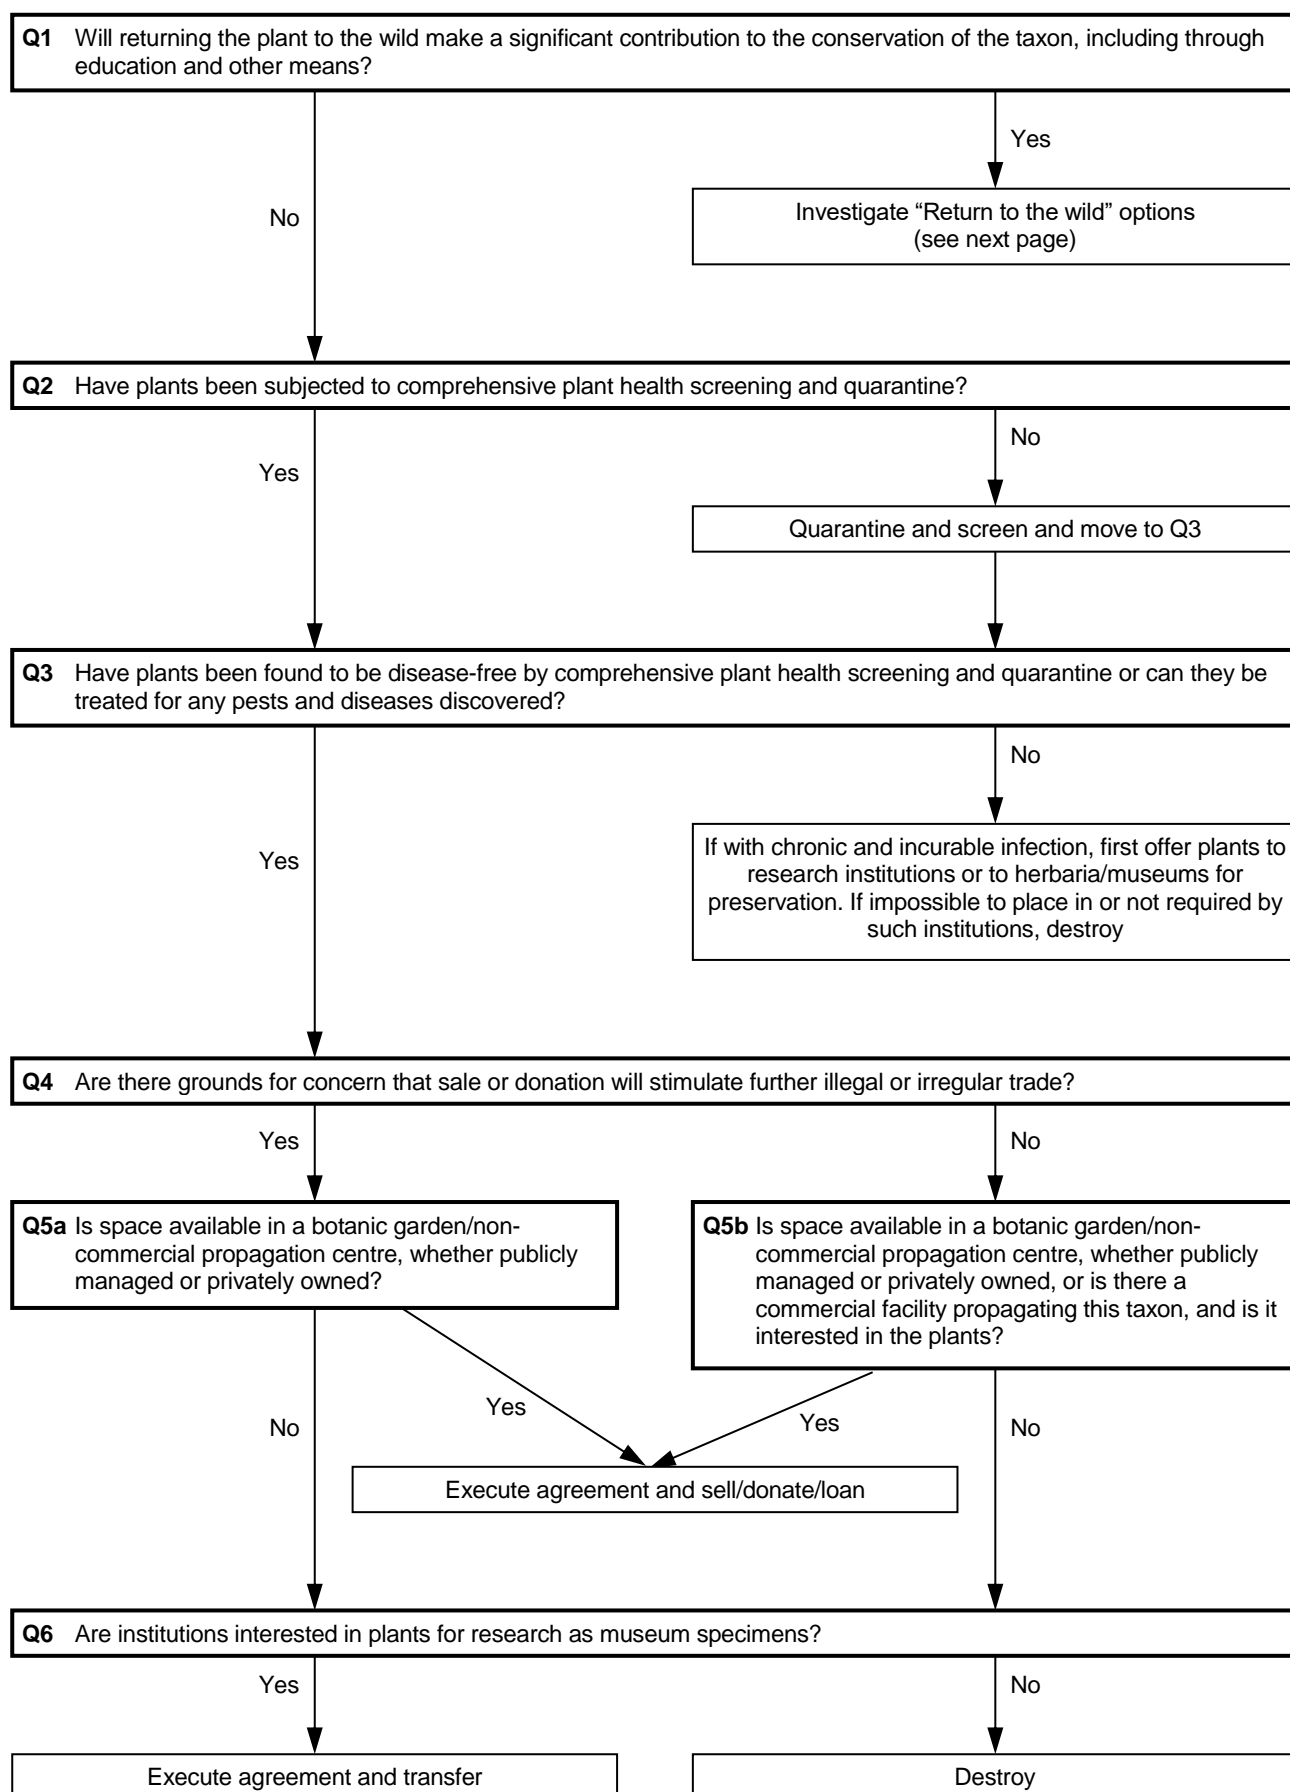 Q1 Will returning the plant to the wild make a significant contribution to the conservation of the taxon, including through
education and other means?
Yes
No
Investigate “Return to the wild” options
(see next page)
Q2 Have plants been subjected to comprehensive plant health screening and quarantine?
No
Yes
Quarantine and screen and move to Q3
Q3 Have plants been found to be disease-free by comprehensive plant health screening and quarantine or can they be
treated for any pests and diseases discovered?
No
Yes
If with chronic and incurable infection, first offer plants to
research institutions or to herbaria/museums for
preservation. If impossible to place in or not required by
such institutions, destroy
Q4 Are there grounds for concern that sale or donation will stimulate further illegal or irregular trade?
Yes
No
Q5a Is space available in a botanic garden/non-
commercial propagation centre, whether publicly
managed or privately owned?
Q5b Is space available in a botanic garden/non-
commercial propagation centre, whether publicly
managed or privately owned, or is there a
commercial facility propagating this taxon, and is it
interested in the plants?
Yes
Yes
No
No
Execute agreement and sell/donate/loan
Q6 Are institutions interested in plants for research as museum specimens?
Yes
No
Execute agreement and transfer
Destroy